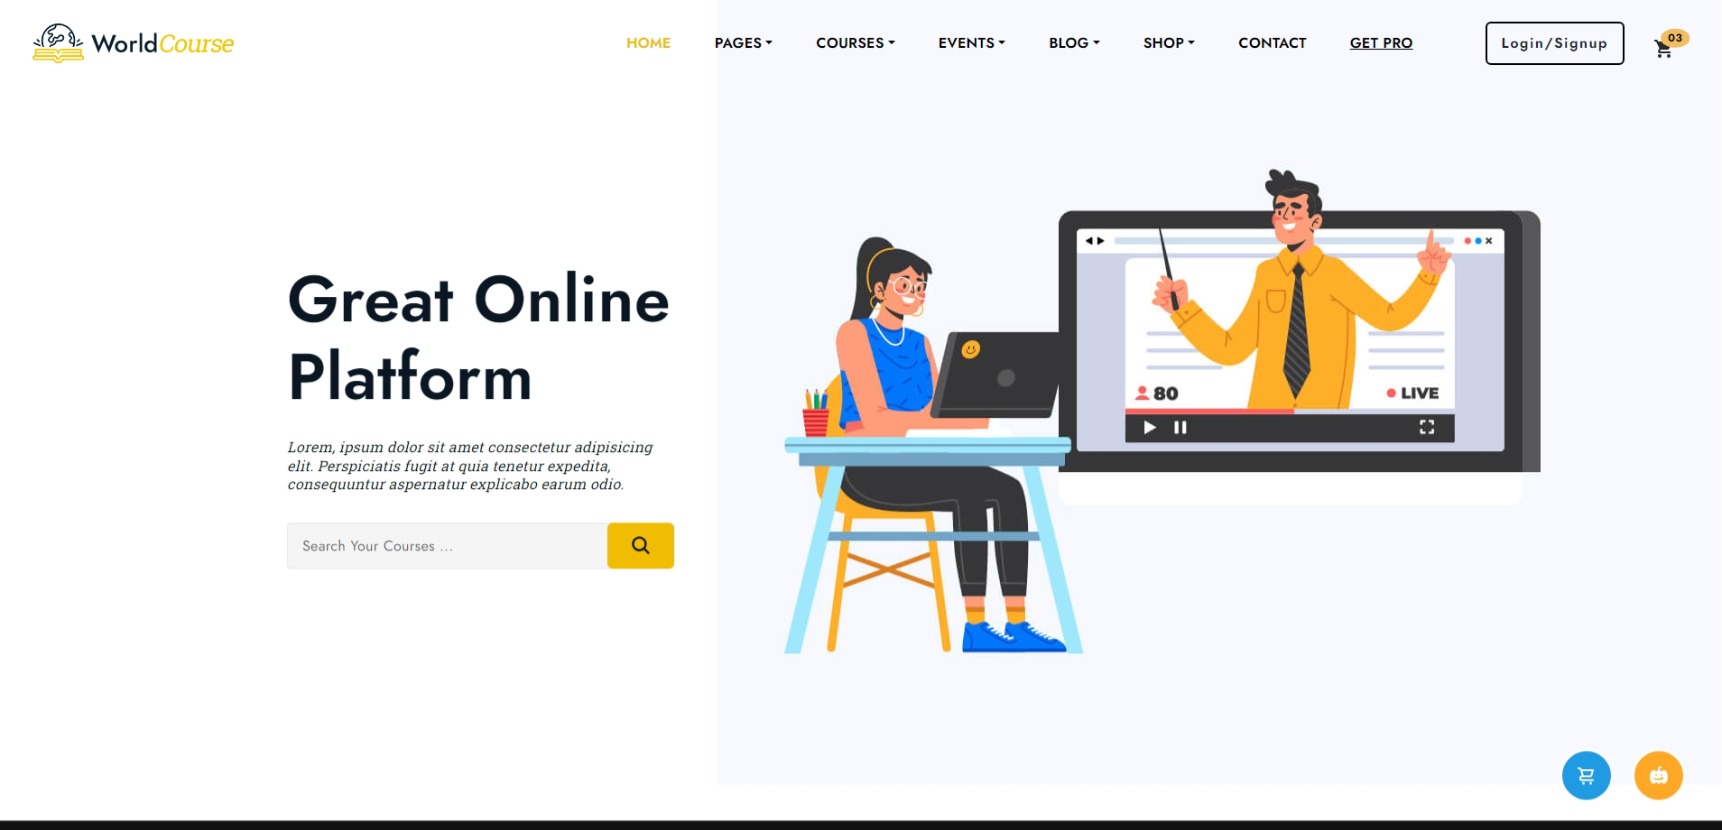 WorldCourse
HOME PAGES COURSES EVENTS BLOG SHOP CONTACT GET PRO Login/Signup 03
Great Online
Platform
Lorem, ipsum dolor sit amet consectetur adipisicing
elit. Perspiciatis fugit at quia tenetur expedita,
consequuntur aspernatur explicabo earum odio.
Search Your Courses ...
80 LIVE